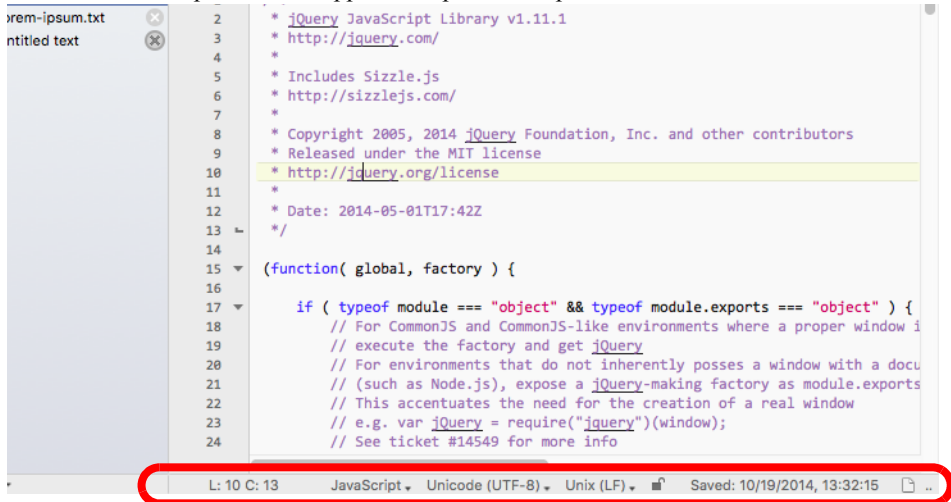 orem-ipsum.txt
ntitled text
2 * jQuery JavaScript Library v1.11.1
3 * http://jquery.com/
4 *
5 * Includes Sizzle.js
6 * http://sizzlejs.com/
7 *
8 * Copyright 2005, 2014 jQuery Foundation, Inc. and other contributors
9 * Released under the MIT license
10 * http://jquery.org/license
11 *
12 * Date: 2014-05-01T17:42Z
13 */
14
15 (function( global, factory ) {
16
17 if ( typeof module === "object" && typeof module.exports === "object" ) {
18 // For CommonJS and CommonJS-like environments where a proper window i
19 // execute the factory and get jQuery
20 // For environments that do not inherently posses a window with a docu
21 // (such as Node.js), expose a jQuery-making factory as module.exports
22 // This accentuates the need for the creation of a real window
23 // e.g. var jQuery = require("jquery")(window);
24 // See ticket #14549 for more info
L: 10 C: 13 JavaScript Unicode (UTF-8) Unix (LF) Saved: 10/19/2014, 13:32:15 ..